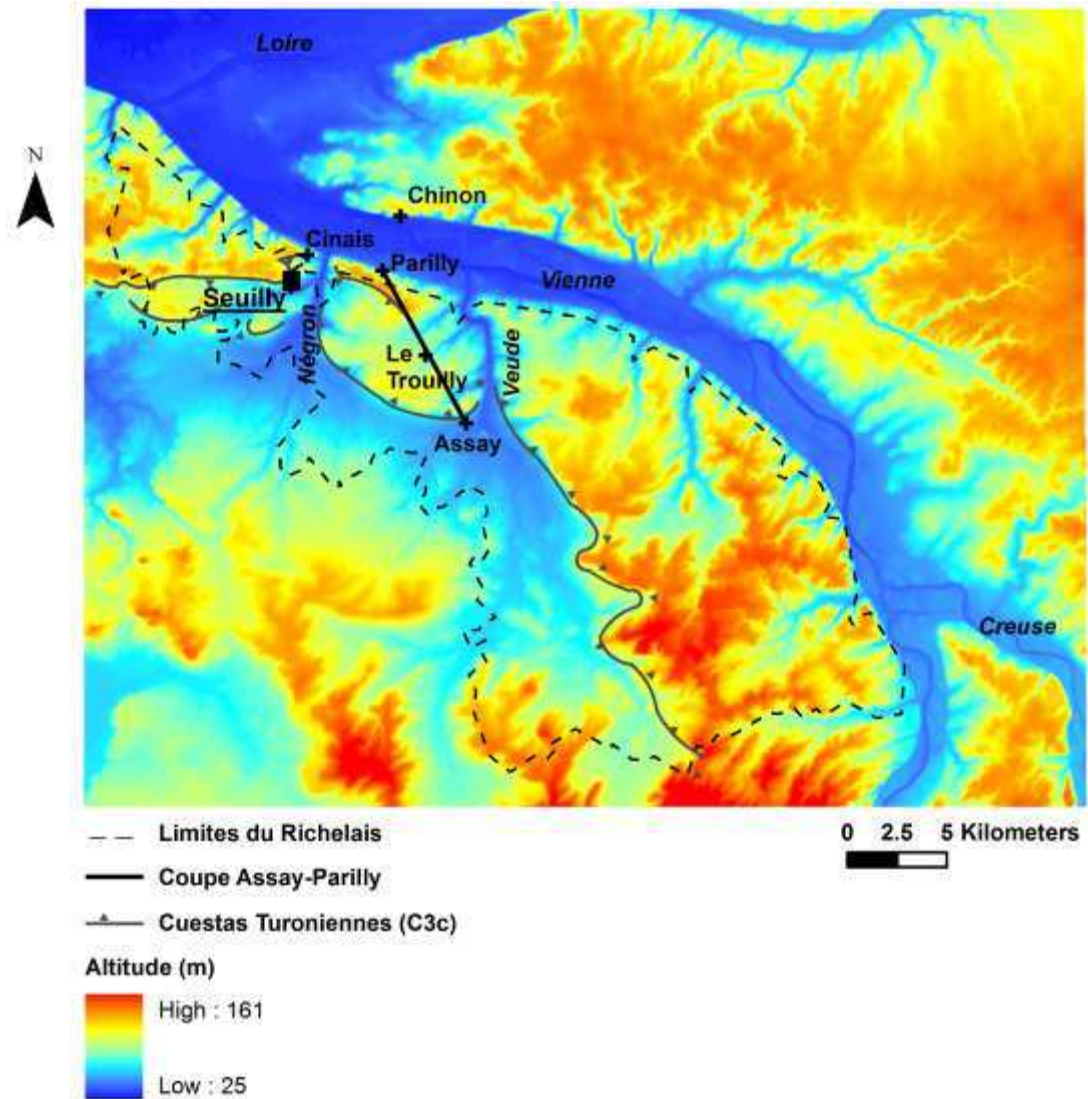 Loire
N
Chinon
Cinais
Parilly
Vienne
Seuilly
Négron
Le
Trouilly
Veude
Assay
Creuse
Limites du Richelais
0 2.5 5 Kilometers
Coupe Assay-Parilly
Cuestas Turoniennes (C3c)
Altitude (m)
High : 161
Low : 25